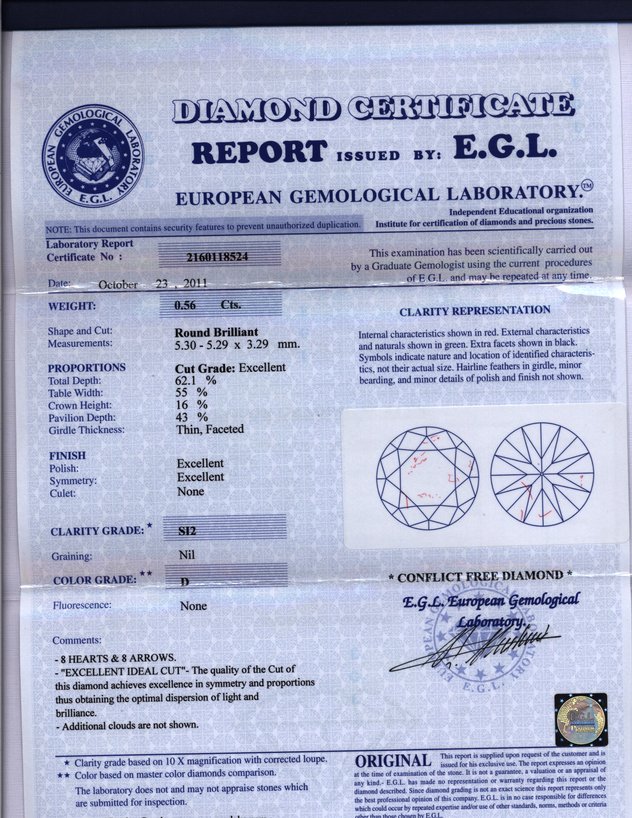 DIAMOND CERTIFICATE
REPORT ISSUED BY: E.G.L.
EUROPEAN GEMOLOGICAL LABORATORY.™
EUROPEAN GEMOLOGICAL LABORATORY
E.G.L.
Independent Educational organization
NOTE: This document contains security features to prevent unauthorized duplication.
Institute for certification of diamonds and precious stones.
Laboratory Report
Certificate No : 2160118524
Date: October 23 , 2011
This examination has been scientifically carried out
by a Graduate Gemologist using the current procedures
of E.G.L. and may be repeated at any time.
WEIGHT: 0.56 Cts.
Shape and Cut: Round Brilliant
Measurements: 5.30 - 5.29 x 3.29 mm.
PROPORTIONS Cut Grade: Excellent
Total Depth: 62.1 %
Table Width: 55 %
Crown Height: 16 %
Pavilion Depth: 43 %
Girdle Thickness: Thin, Faceted
CLARITY REPRESENTATION
Internal characteristics shown in red. External characteristics
and naturals shown in green. Extra facets shown in black.
Symbols indicate nature and location of identified characteris-
tics, not their actual size. Hairline feathers in girdle, minor
bearding, and minor details of polish and finish not shown.
FINISH
Polish: Excellent
Symmetry: Excellent
Culet: None
CLARITY GRADE: * SI2
Graining: Nil
COLOR GRADE: ** D
Fluorescence: None
* CONFLICT FREE DIAMOND *
E.G.L. European Gemological
Laboratory.
E.G.L.
Comments:
- 8 HEARTS & 8 ARROWS.
- "EXCELLENT IDEAL CUT"- The quality of the Cut of
this diamond achieves excellence in symmetry and proportions
thus obtaining the optimal dispersion of light and
brilliance.
- Additional clouds are not shown.
* Clarity grade based on 10 X magnification with corrected loupe.
** Color based on master color diamonds comparison.
The laboratory does not and may not appraise stones which
are submitted for inspection.
ORIGINAL This report is supplied upon request of the customer and is
issued for his exclusive use. The report expresses an opinion
at the time of examination of the stone. It is not a guarantee, a valuation or an appraisal of
any kind.- E.G.L. has made no representation or warranty regarding this report or the
diamond described. Since diamond grading is not an exact science this report represents only
the best professional opinion of this company. E.G.L. is in no case responsible for differences
which could occur by repeated expertise and/or use of other standards, norms, methods or criteria
other than those chosen by E.G.L.